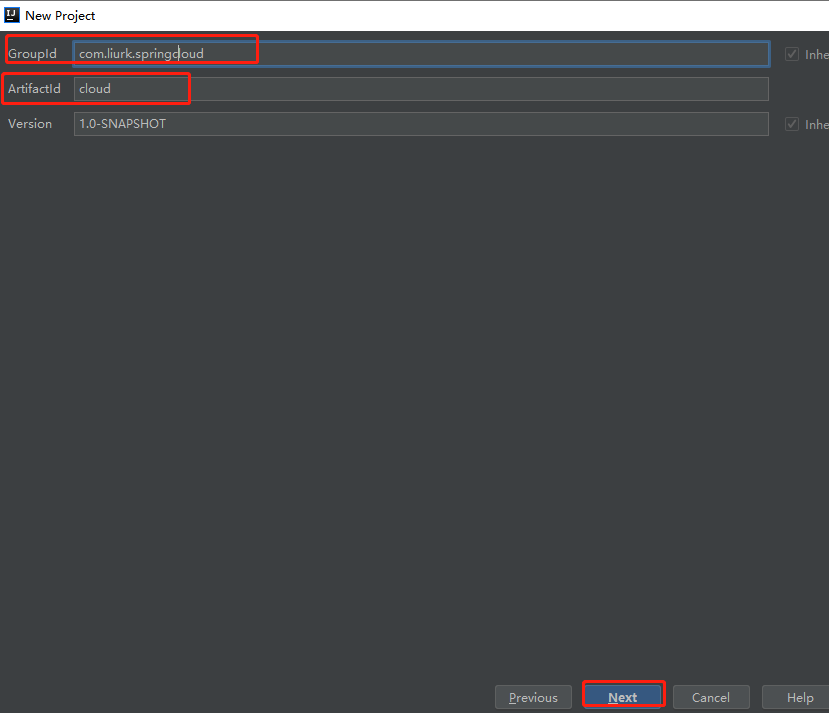 New Project
GroupId com.liurk.springcloud Inhe
ArtifactId cloud
Version 1.0-SNAPSHOT Inhe
Previous Next Cancel Help